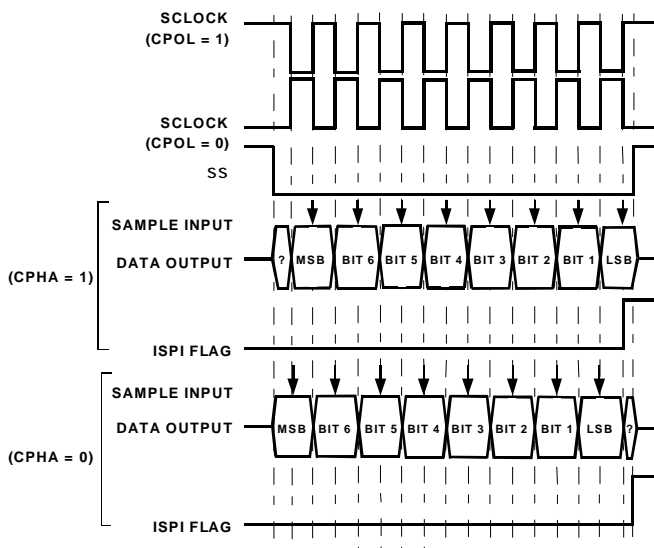 SCLOCK
(CPOL = 1)
SCLOCK
(CPOL = 0)
SS
SAMPLE INPUT
DATA OUTPUT
? MSB BIT 6 BIT 5 BIT 4 BIT 3 BIT 2 BIT 1 LSB
(CPHA = 1)
ISPI FLAG
SAMPLE INPUT
DATA OUTPUT
MSB BIT 6 BIT 5 BIT 4 BIT 3 BIT 2 BIT 1 LSB ?
(CPHA = 0)
ISPI FLAG